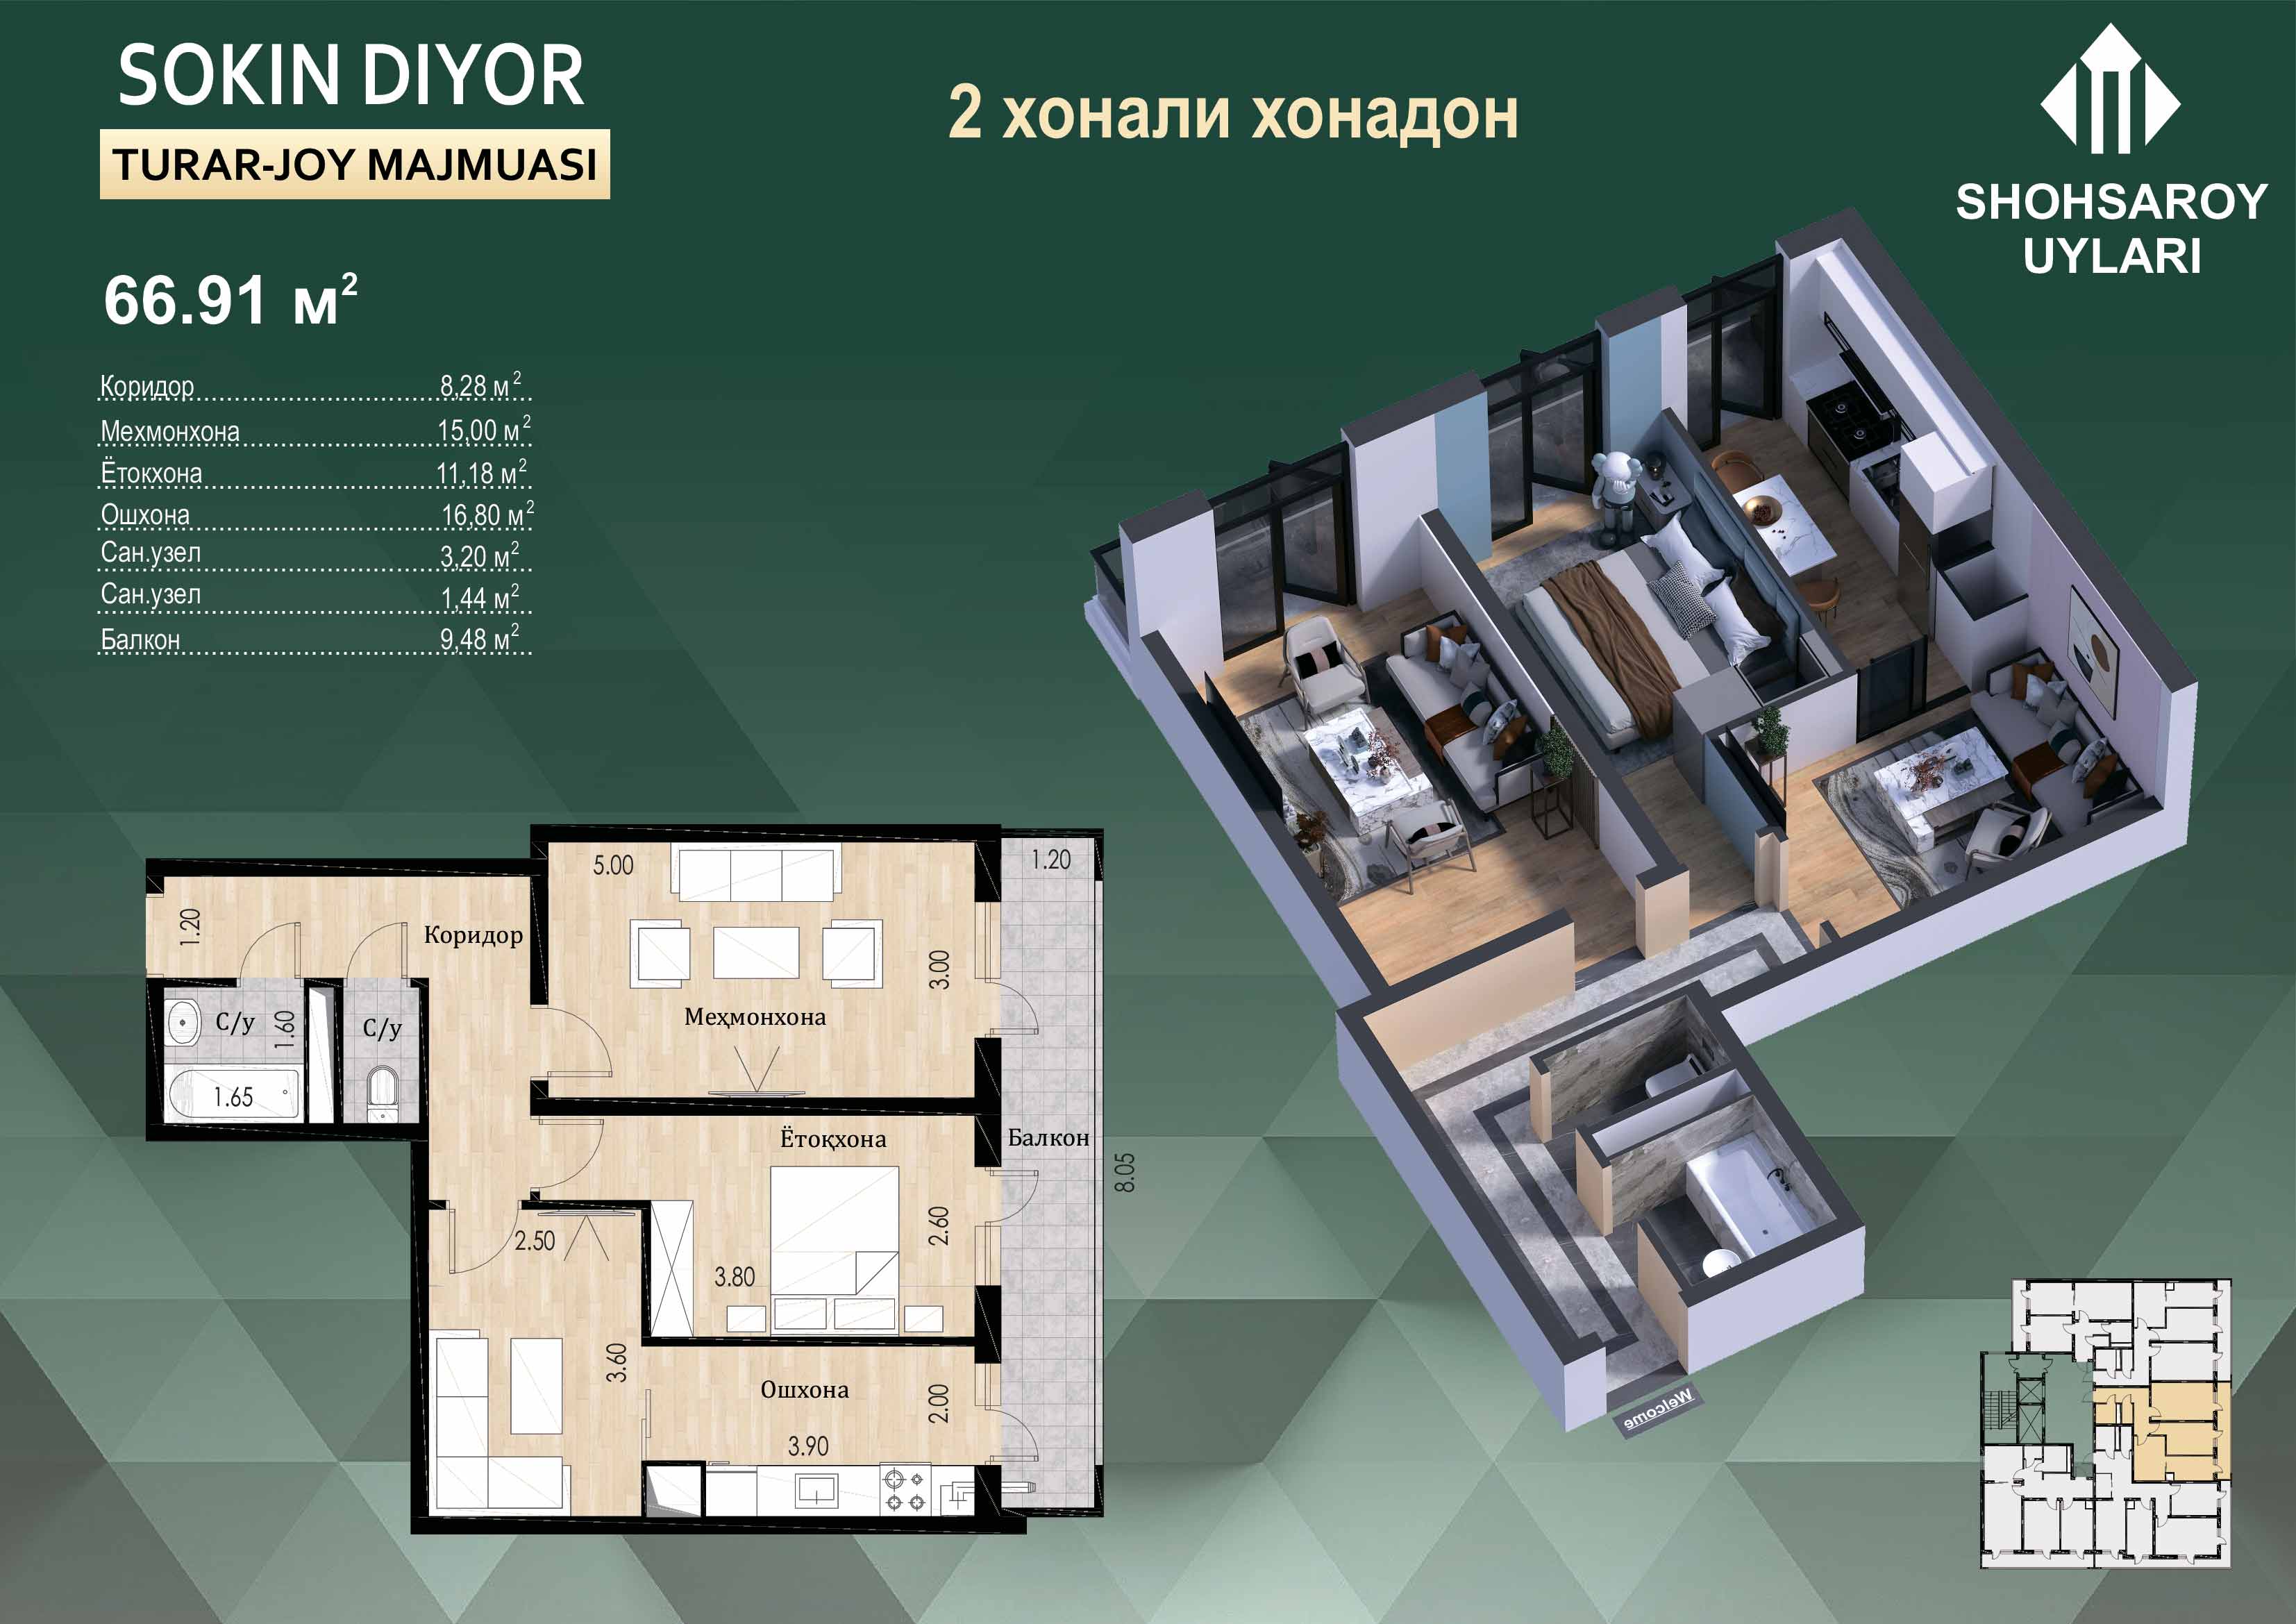 SOKIN DIYOR
TURAR-JOY MAJMUASI
2 хонали хонадон
SHOHSAROY
UYLARI
66.91 м²
Коридор 8,28 м²
Мехмонхона 15,00 м²
Ётокхона 11,18 м²
Ошхона 16,80 м²
Сан.узел 3,20 м²
Сан.узел 1,44 м²
Балкон 9,48 м²
5.00
1.20
1.20
Коридор
3.00
С/у
1.60
С/у
Меҳмонхона
1.65
Ётоқхона
Балкон
8.05
2.50
2.60
3.80
3.60
Ошхона
2.00
3.90
Welcome